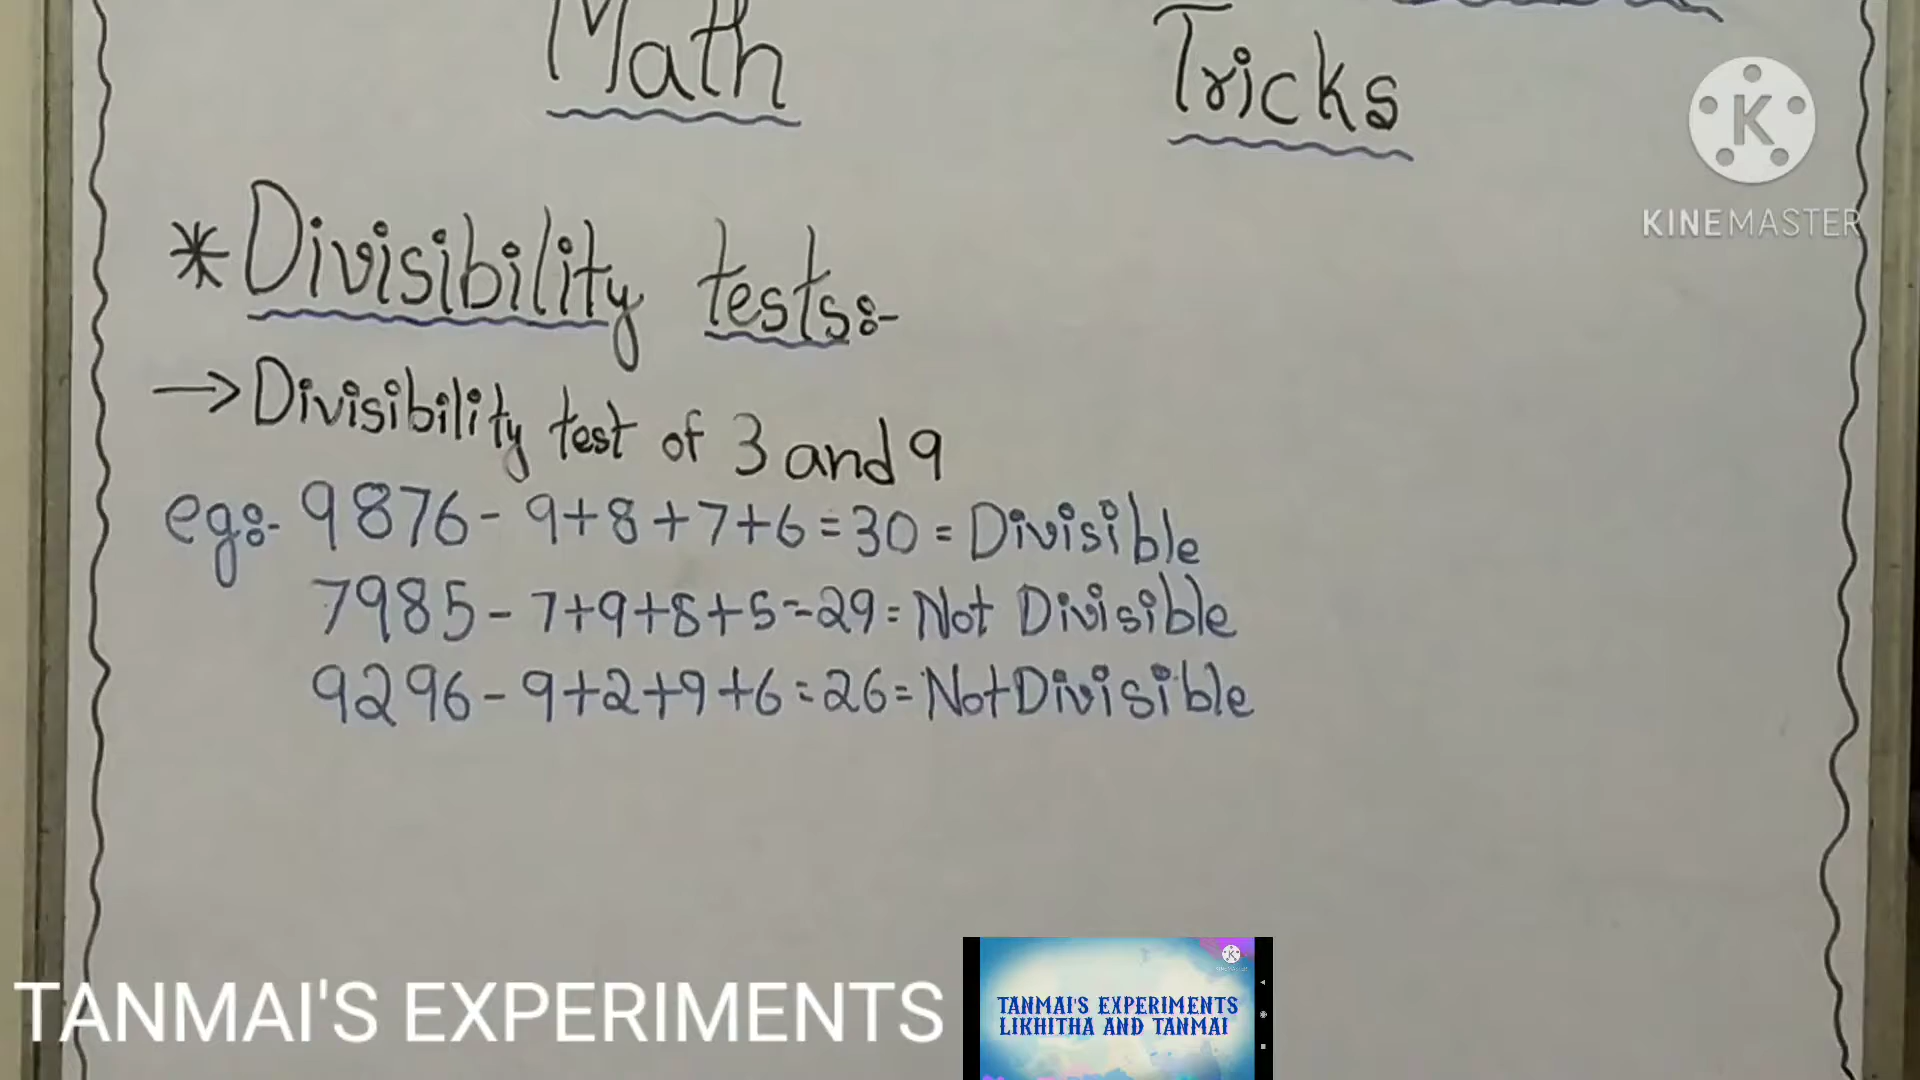 Math Tricks
K
KINEMASTER
* Divisibility tests:-
→ Divisibility test of 3 and 9
eg:- 9876 - 9+8+7+6 = 30 = Divisible
7985 - 7+9+8+5 = 29 = Not Divisible
9296 - 9+2+9+6 = 26 = Not Divisible
TANMAI'S EXPERIMENTS
TANMAI'S EXPERIMENTS
LIKHITHA AND TANMAI